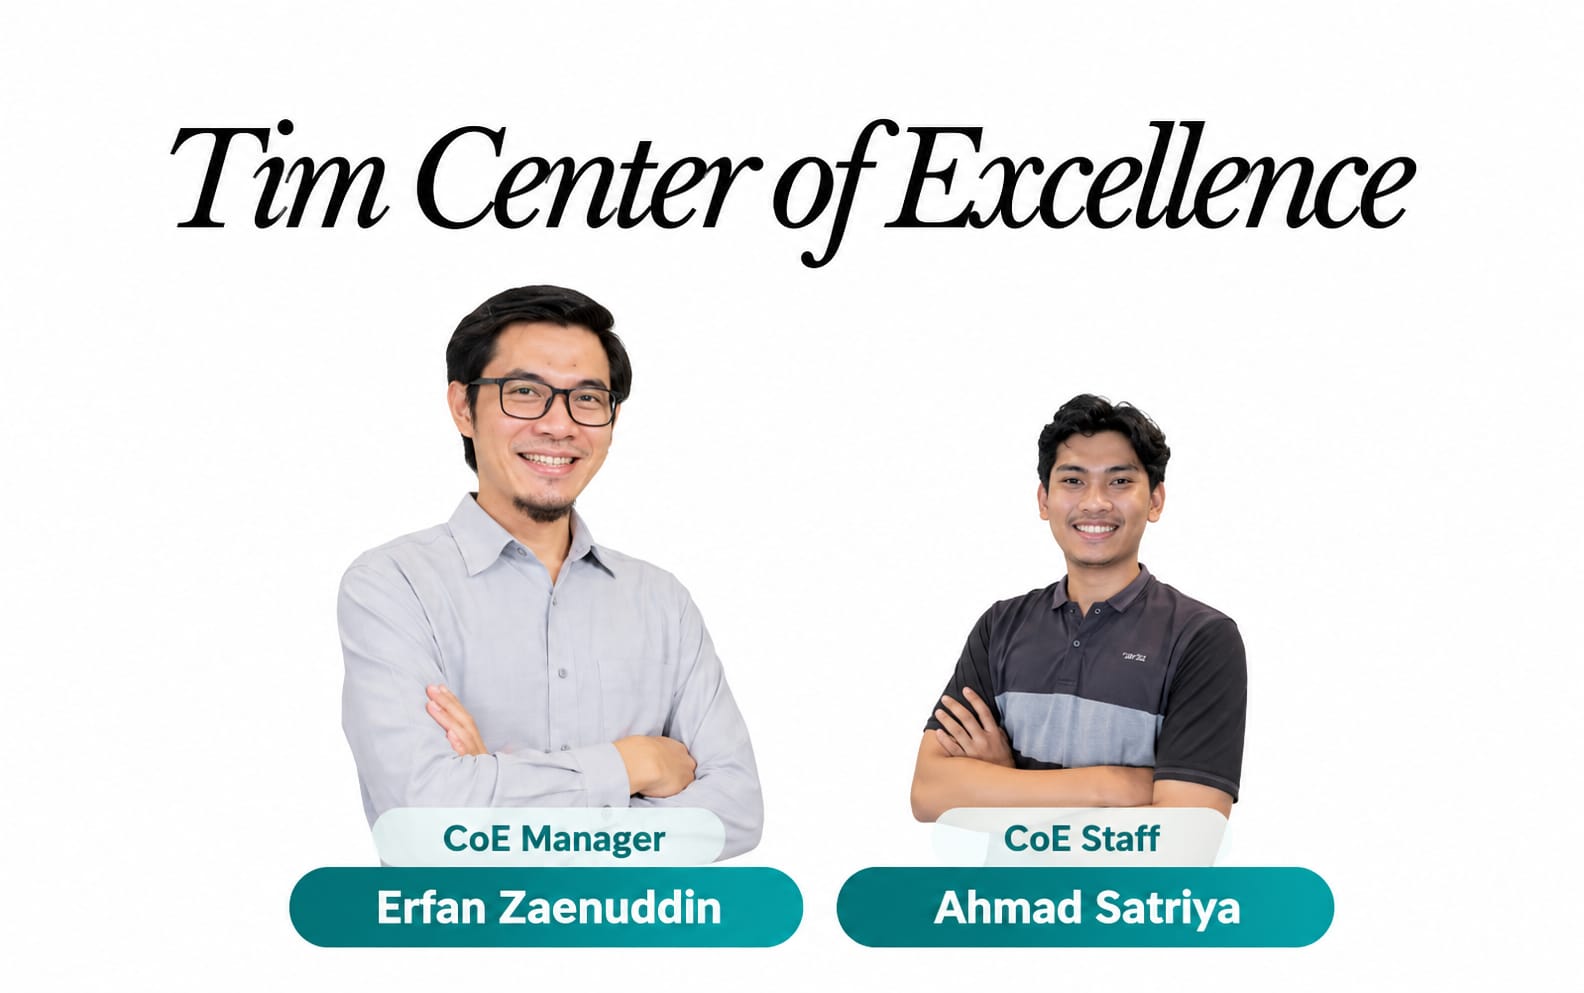 Tim Center of Excellence
CoE Manager
Erfan Zaenuddin
CoE Staff
Ahmad Satriya